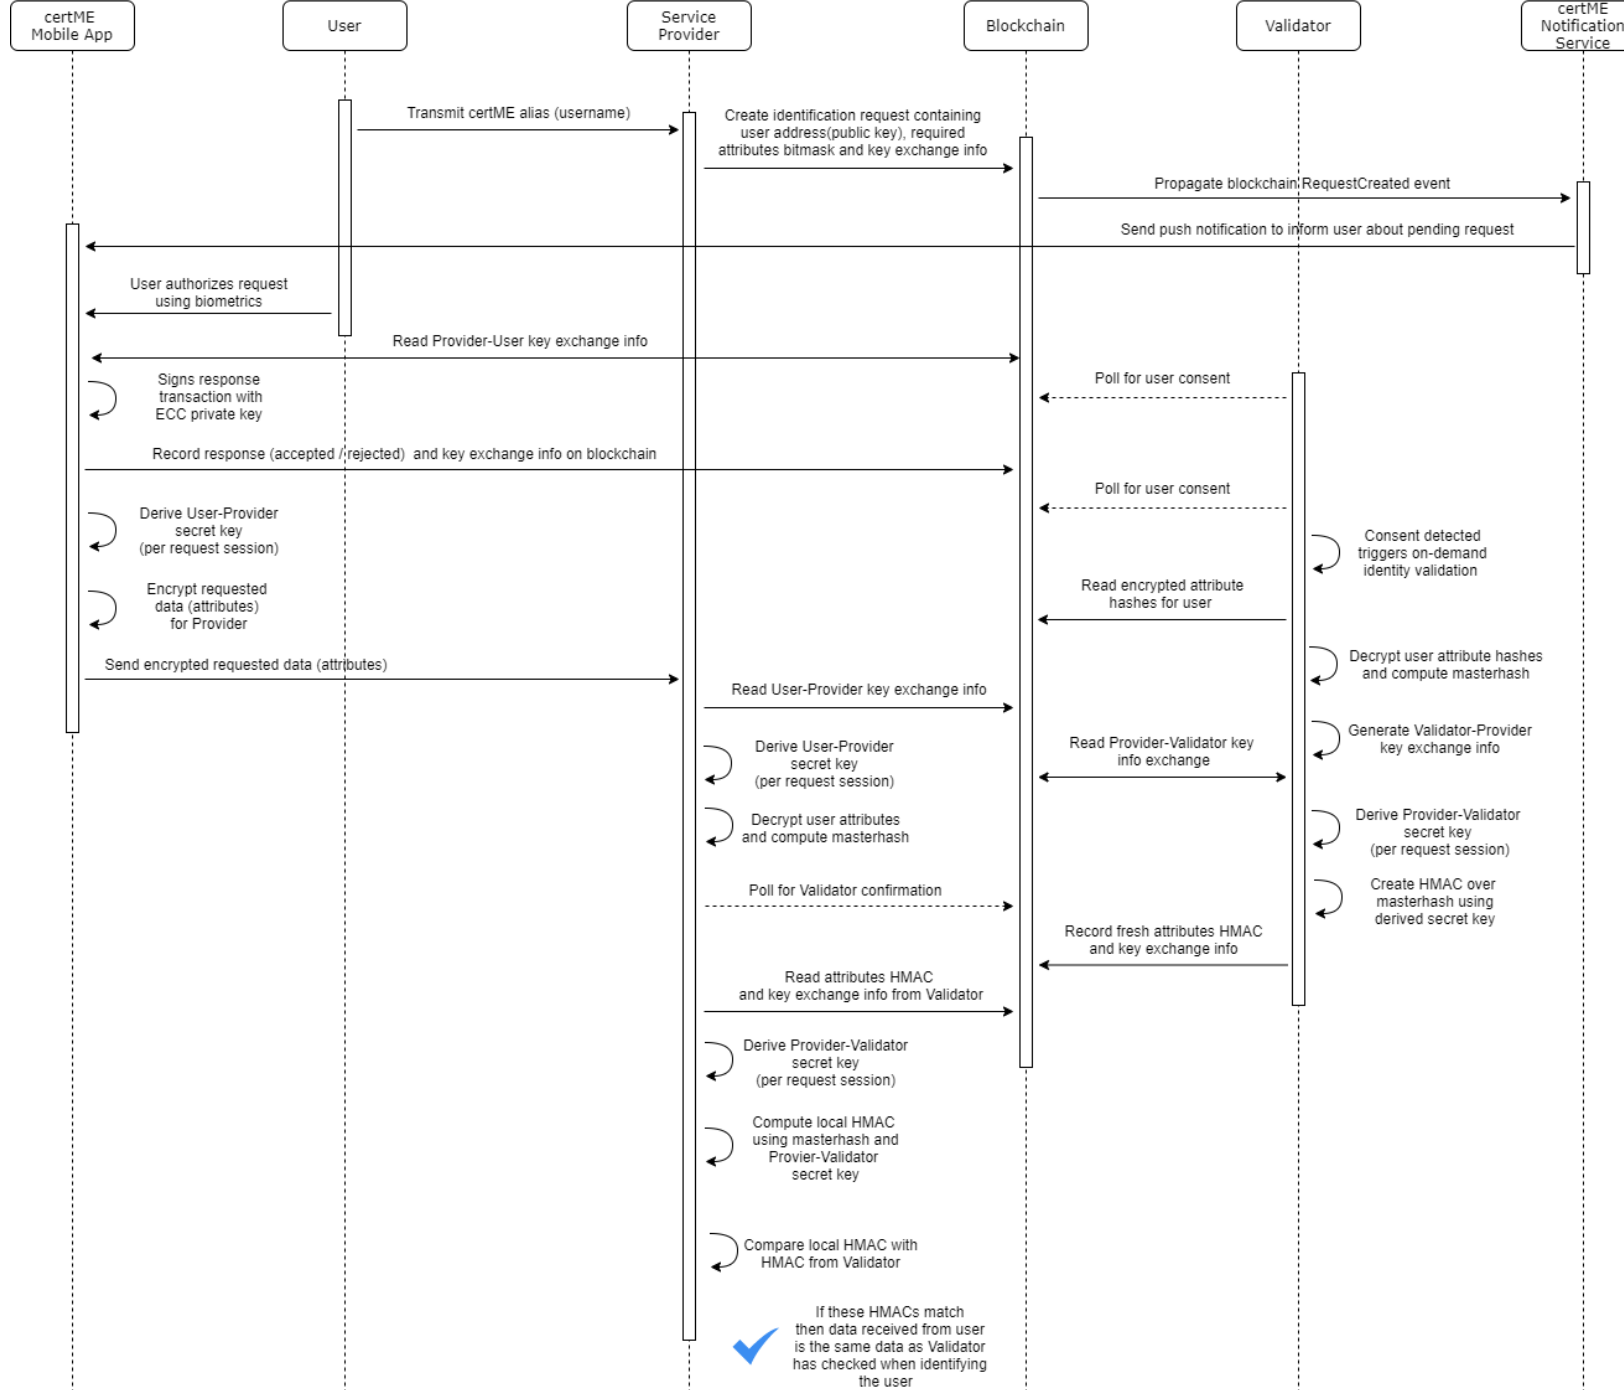 certME
Mobile App
User
Service
Provider
Blockchain
Validator
certME
Notification
Service
Transmit certME alias (username)
Create identification request containing
user address(public key), required
attributes bitmask and key exchange info
Propagate blockchain RequestCreated event
Send push notification to inform user about pending request
User authorizes request
using biometrics
Read Provider-User key exchange info
Signs response
transaction with
ECC private key
Poll for user consent
Record response (accepted / rejected)  and key exchange info on blockchain
Poll for user consent
Derive User-Provider
secret key
(per request session)
Consent detected
triggers on-demand
identity validation
Encrypt requested
data (attributes)
for Provider
Read encrypted attribute
hashes for user
Send encrypted requested data (attributes)
Decrypt user attribute hashes
and compute masterhash
Read User-Provider key exchange info
Generate Validator-Provider
key exchange info
Derive User-Provider
secret key
(per request session)
Read Provider-Validator key
info exchange
Decrypt user attributes
and compute masterhash
Derive Provider-Validator
secret key
(per request session)
Poll for Validator confirmation
Create HMAC over
masterhash using
derived secret key
Record fresh attributes HMAC
and key exchange info
Read attributes HMAC
and key exchange info from Validator
Derive Provider-Validator
secret key
(per request session)
Compute local HMAC
using masterhash and
Provier-Validator
secret key
Compare local HMAC with
HMAC from Validator
If these HMACs match
then data received from user
is the same data as Validator
has checked when identifying
the user